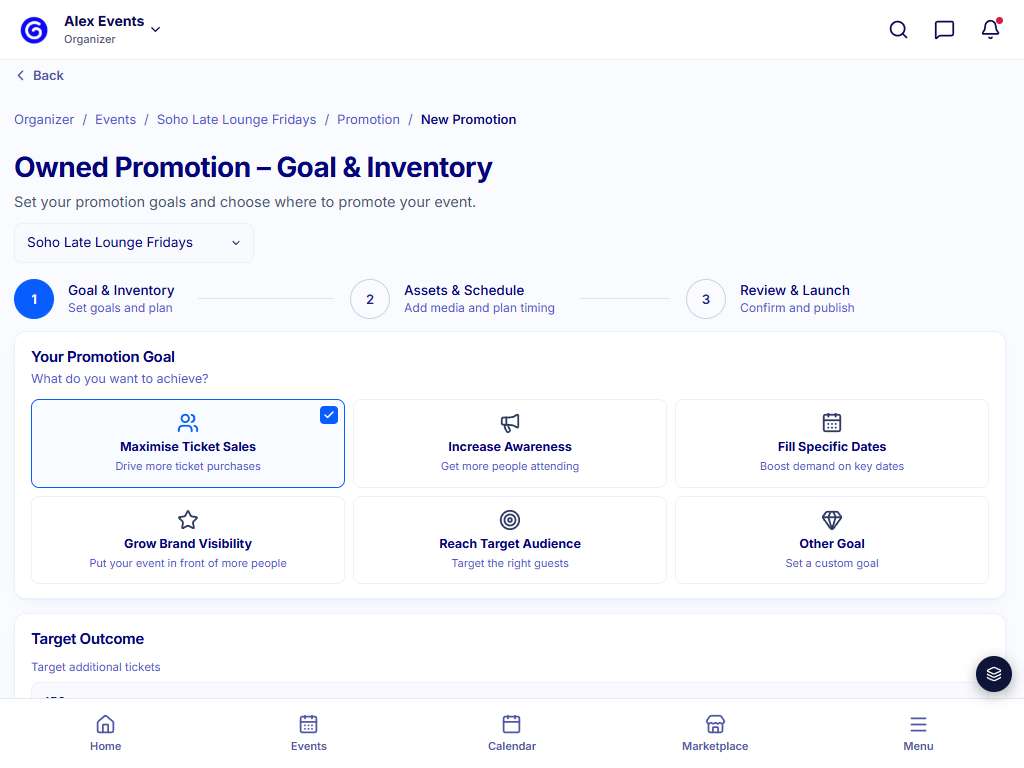 Alex Events
Organizer
Back
Organizer / Events / Soho Late Lounge Fridays / Promotion / New Promotion
Owned Promotion – Goal & Inventory
Set your promotion goals and choose where to promote your event.
Soho Late Lounge Fridays
1
Goal & Inventory
Set goals and plan
2
Assets & Schedule
Add media and plan timing
3
Review & Launch
Confirm and publish
Your Promotion Goal
What do you want to achieve?
Maximise Ticket Sales
Drive more ticket purchases
Increase Awareness
Get more people attending
Fill Specific Dates
Boost demand on key dates
Grow Brand Visibility
Put your event in front of more people
Reach Target Audience
Target the right guests
Other Goal
Set a custom goal
Target Outcome
Target additional tickets
Home
Events
Calendar
Marketplace
Menu